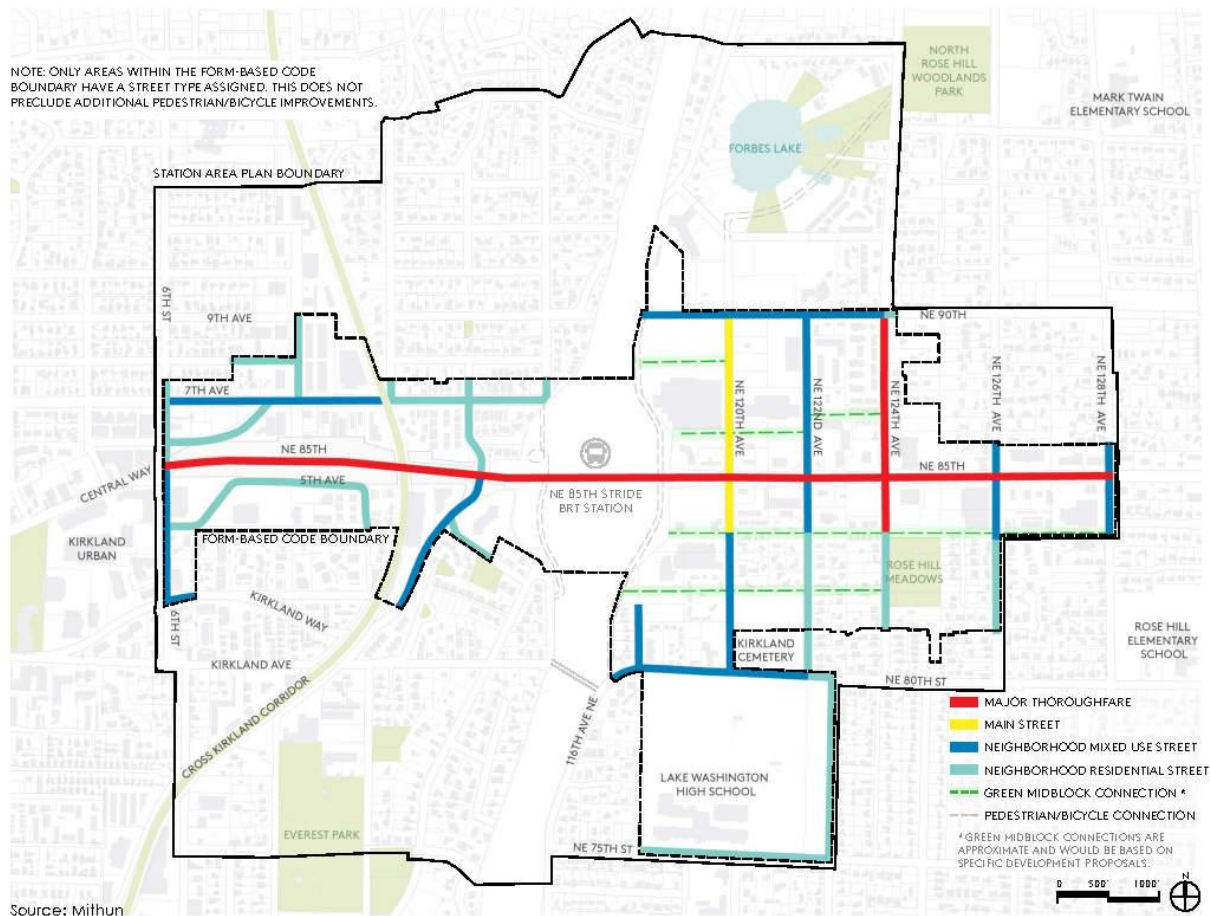 NOTE: ONLY AREAS WITHIN THE FORM-BASED CODE
BOUNDARY HAVE A STREET TYPE ASSIGNED. THIS DOES NOT
PRECLUDE ADDITIONAL PEDESTRIAN/BICYCLE IMPROVEMENTS.
NORTH
ROSE HILL
WOODLANDS
PARK
MARK TWAIN
ELEMENTARY SCHOOL
FORBES LAKE
STATION AREA PLAN BOUNDARY
6TH ST
9TH AVE
NE 90TH
7TH AVE
NE 120TH AVE
NE 122ND AVE
NE 124TH AVE
NE 126TH AVE
NE 128TH AVE
NE 85TH
NE 85TH
CENTRAL WAY
5TH AVE
NE 85TH STRIDE
BRT STATION
KIRKLAND
URBAN
FORM-BASED CODE BOUNDARY
ROSE HILL
MEADOWS
KIRKLAND WAY
6TH ST
KIRKLAND
CEMETERY
ROSE HILL
ELEMENTARY
SCHOOL
KIRKLAND AVE
NE 80TH ST
CROSS KIRKLAND CORRIDOR
116TH AVE NE
LAKE WASHINGTON
HIGH SCHOOL
EVEREST PARK
NE 75TH ST
MAJOR THOROUGHFARE
MAIN STREET
NEIGHBORHOOD MIXED USE STREET
NEIGHBORHOOD RESIDENTIAL STREET
GREEN MIDBLOCK CONNECTION *
PEDESTRIAN/BICYCLE CONNECTION
* GREEN MIDBLOCK CONNECTIONS ARE
APPROXIMATE AND WOULD BE BASED ON
SPECIFIC DEVELOPMENT PROPOSALS.
0 500' 1000'
N
Source: Mithun